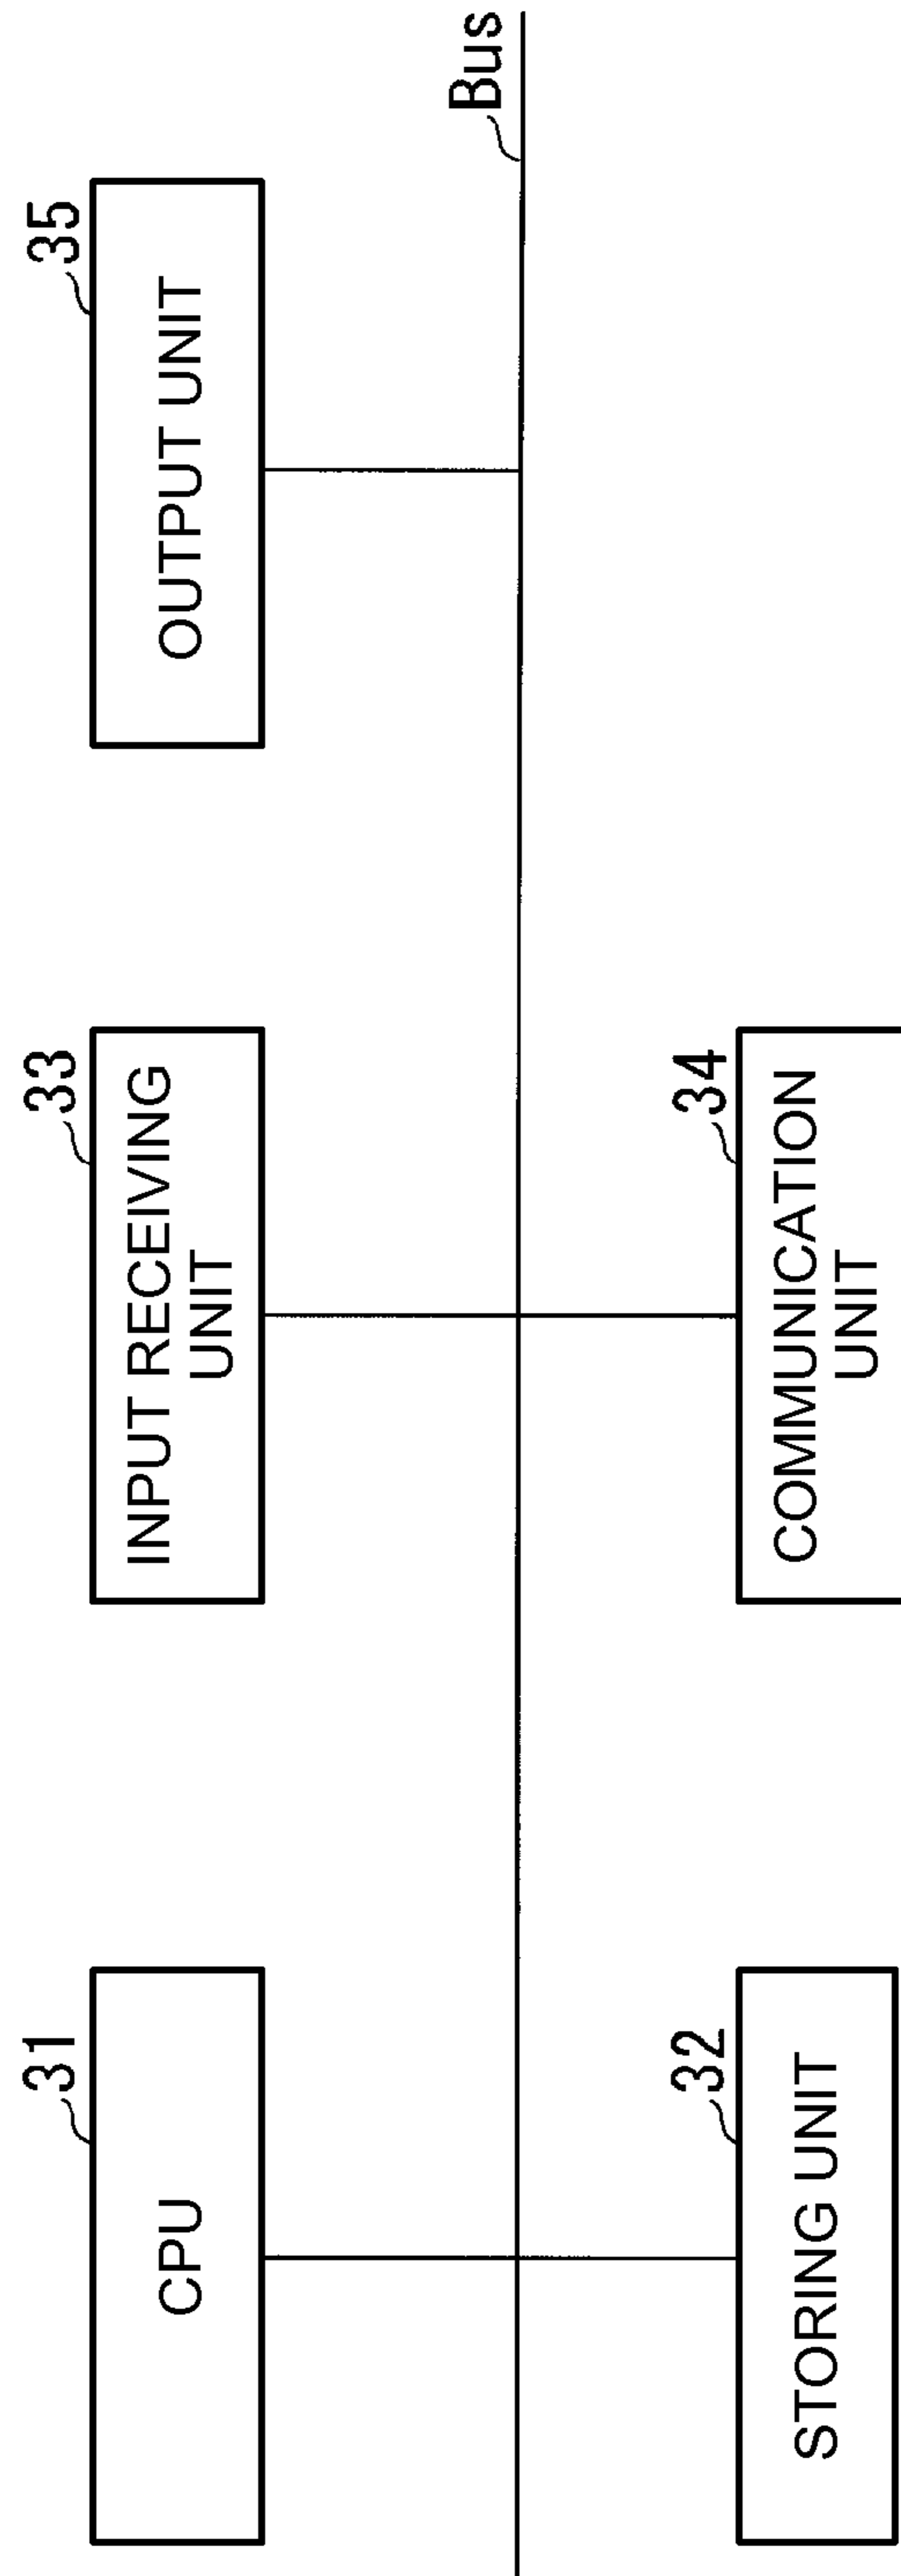 31
CPU
33
INPUT RECEIVING
UNIT
35
OUTPUT UNIT
Bus
32
STORING UNIT
34
COMMUNICATION
UNIT